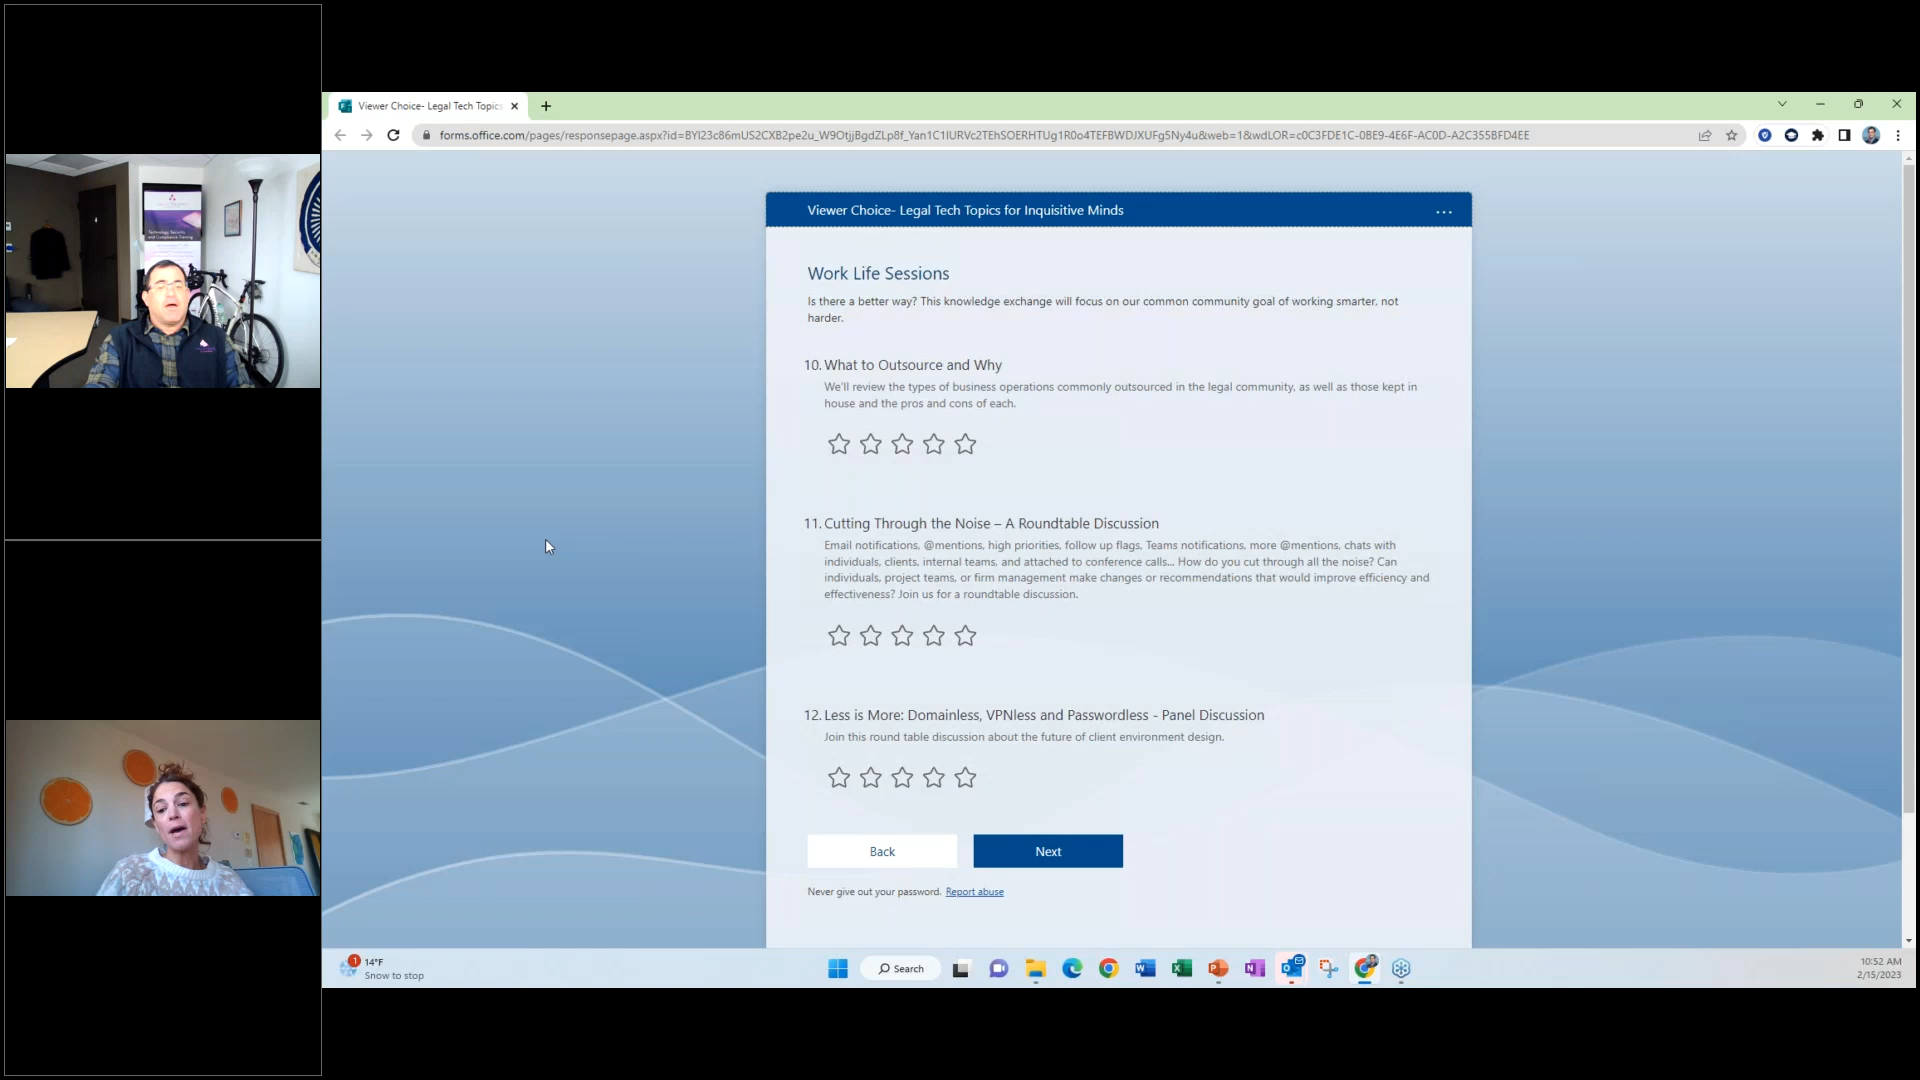 Viewer Choice- Legal Tech Topics
forms.office.com/pages/responsepage.aspx?id=BYI23c86mUS2CXB2pe2u_W9OtjjBgdZLp8f_Yan1C1IURVc2TEhSOERHTUg1R0o4TEFBWDJXUFg5Ny4u&web=1&wdLOR=c0C3FDE1C-0BE9-4E6F-AC0D-A2C355BFD4EE
Viewer Choice- Legal Tech Topics for Inquisitive Minds
Work Life Sessions
Is there a better way? This knowledge exchange will focus on our common community goal of working smarter, not
harder.
10. What to Outsource and Why
We'll review the types of business operations commonly outsourced in the legal community, as well as those kept in
house and the pros and cons of each.
11. Cutting Through the Noise – A Roundtable Discussion
Email notifications, @mentions, high priorities, follow up flags, Teams notifications, more @mentions, chats with
individuals, clients, internal teams, and attached to conference calls... How do you cut through all the noise? Can
individuals, project teams, or firm management make changes or recommendations that would improve efficiency and
effectiveness? Join us for a roundtable discussion.
12. Less is More: Domainless, VPNless and Passwordless - Panel Discussion
Join this round table discussion about the future of client environment design.
Back
Next
Never give out your password. Report abuse
1
14°F
Snow to stop
Search
10:52 AM
2/15/2023
Technology, Security
and Compliance Training